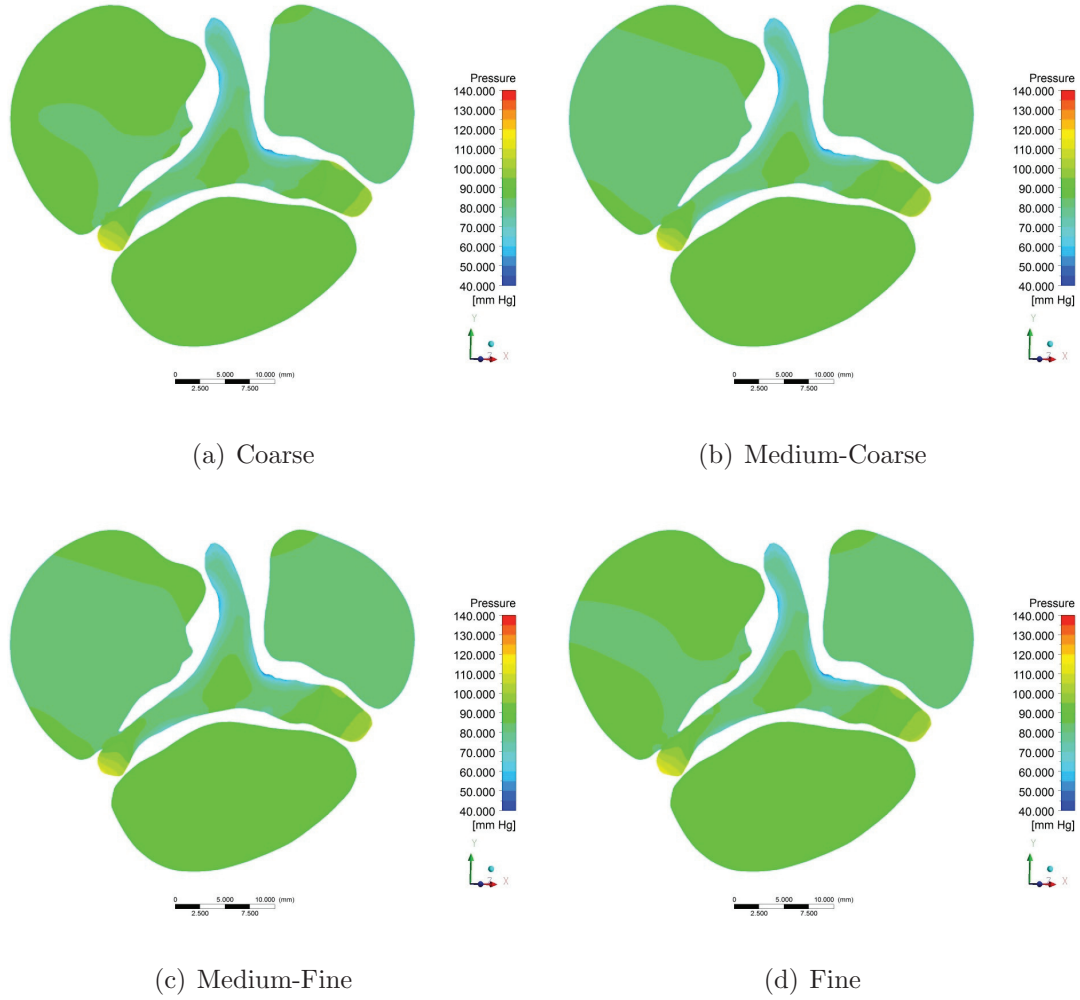 Pressure
140.000
130.000
120.000
110.000
100.000
90.000
80.000
70.000
60.000
50.000
40.000
[mm Hg]
Y
Z X
0 5.000 10.000 (mm)
2.500 7.500
(a) Coarse
Pressure
140.000
130.000
120.000
110.000
100.000
90.000
80.000
70.000
60.000
50.000
40.000
[mm Hg]
Y
Z X
0 5.000 10.000 (mm)
2.500 7.500
(b) Medium-Coarse
Pressure
140.000
130.000
120.000
110.000
100.000
90.000
80.000
70.000
60.000
50.000
40.000
[mm Hg]
Y
Z X
0 5.000 10.000 (mm)
2.500 7.500
(c) Medium-Fine
Pressure
140.000
130.000
120.000
110.000
100.000
90.000
80.000
70.000
60.000
50.000
40.000
[mm Hg]
Y
Z X
0 5.000 10.000 (mm)
2.500 7.500
(d) Fine